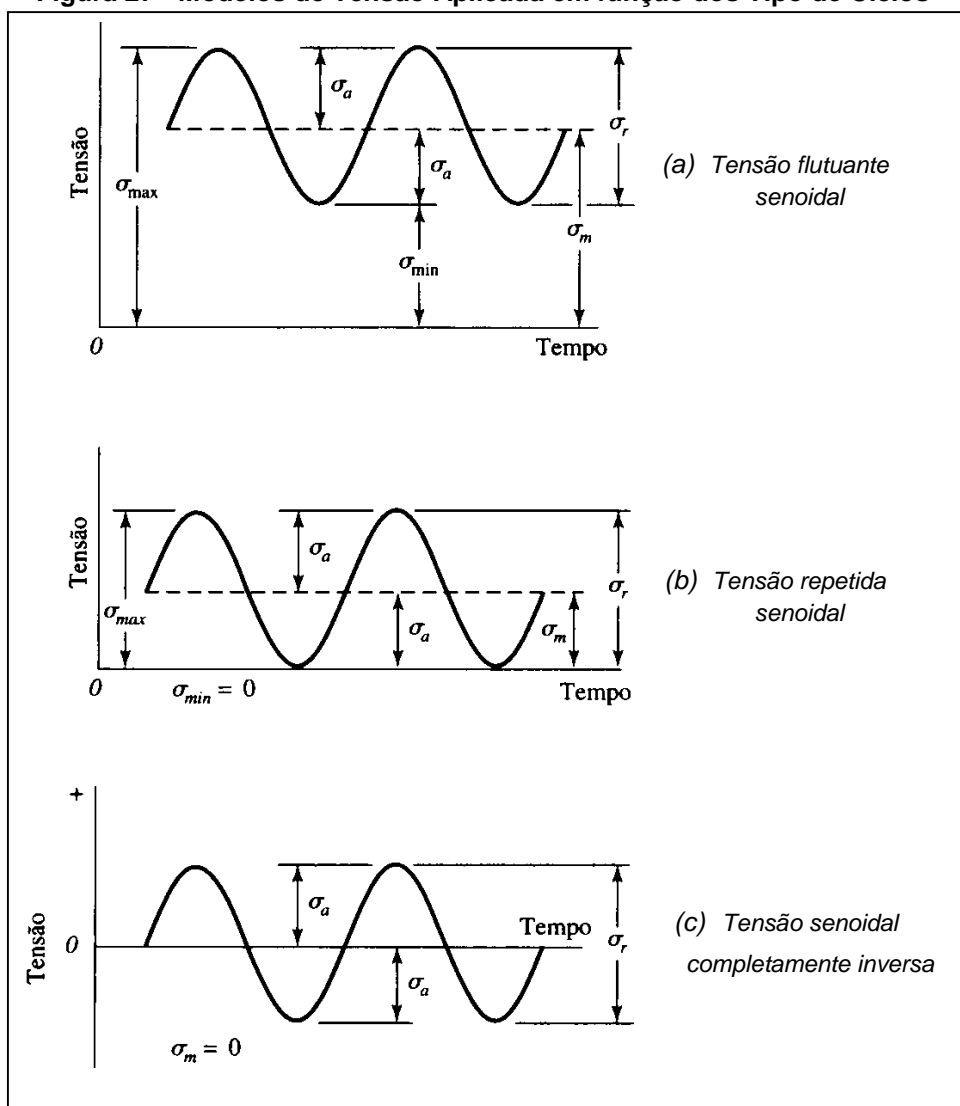 Figura 2. – Modelos de Tensão Aplicada em função dos Tipo de Ciclos
Tensão
σmax
σa
σa
σmin
σr
σm
0
Tempo
(a) Tensão flutuante
senoidal
Tensão
σmax
σa
σa
σm
σr
0
σmin = 0
Tempo
(b) Tensão repetida
senoidal
+
Tensão
0
σa
σa
Tempo
σr
σm = 0
(c) Tensão senoidal
completamente inversa